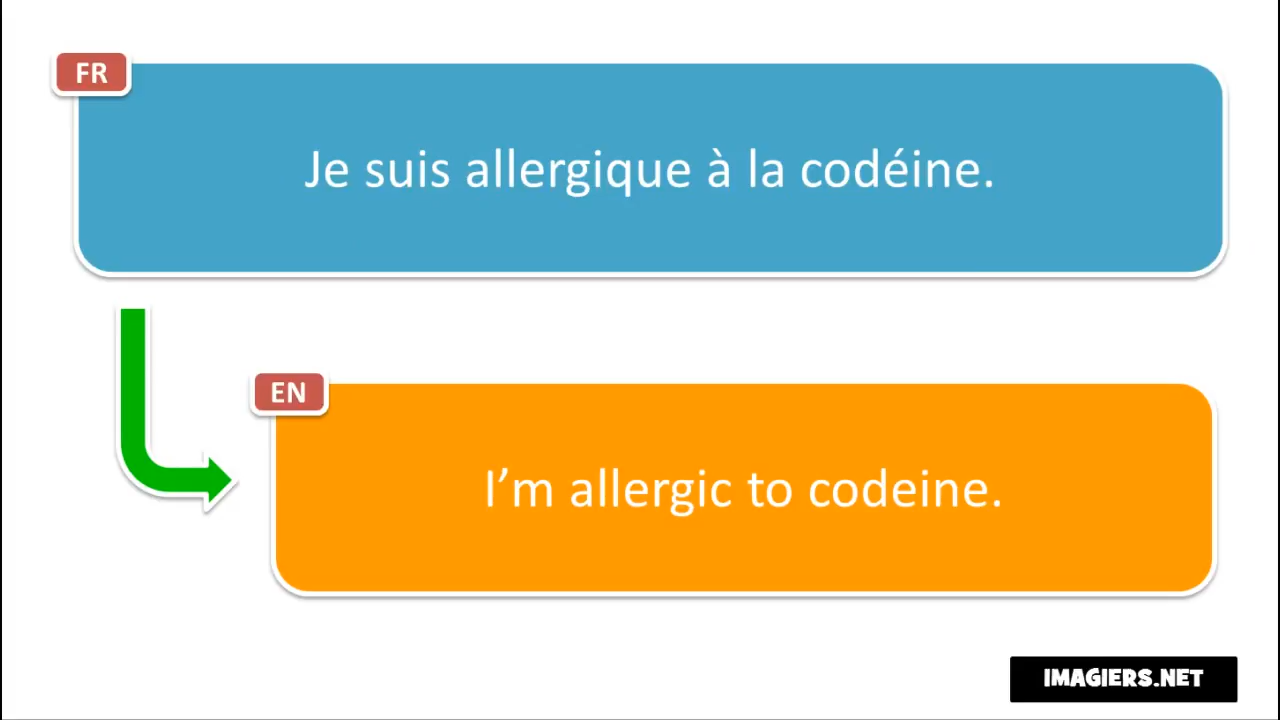 FR
Je suis allergique à la codéine.
EN
I’m allergic to codeine.
IMAGIERS.NET